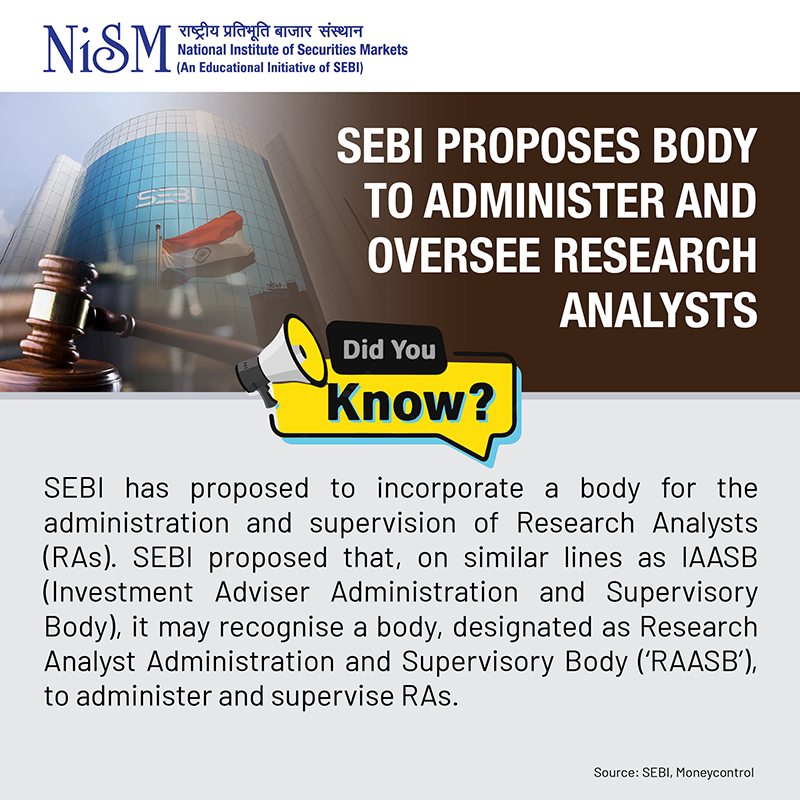 NiSM
राष्ट्रीय प्रतिभूति बाजार संस्थान
National Institute of Securities Markets
(An Educational Initiative of SEBI)
SEBI PROPOSES BODY
TO ADMINISTER AND
OVERSEE RESEARCH
ANALYSTS
SEBI
Did You
Know?
SEBI has proposed to incorporate a body for the
administration and supervision of Research Analysts
(RAs). SEBI proposed that, on similar lines as IAASB
(Investment Adviser Administration and Supervisory
Body), it may recognise a body, designated as Research
Analyst Administration and Supervisory Body (‘RAASB’),
to administer and supervise RAs.
Source: SEBI, Moneycontrol